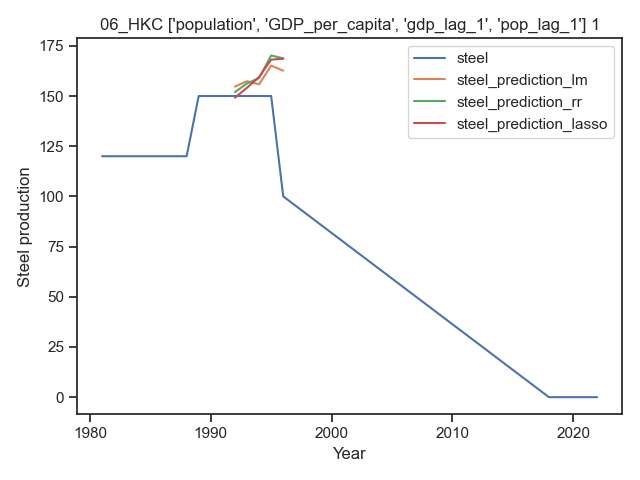 06_HKC ['population', 'GDP_per_capita', 'gdp_lag_1', 'pop_lag_1'] 1
steel
steel_prediction_lm
steel_prediction_rr
steel_prediction_lasso
Steel production
175
150
125
100
75
50
25
0
1980
1990
2000
2010
2020
Year